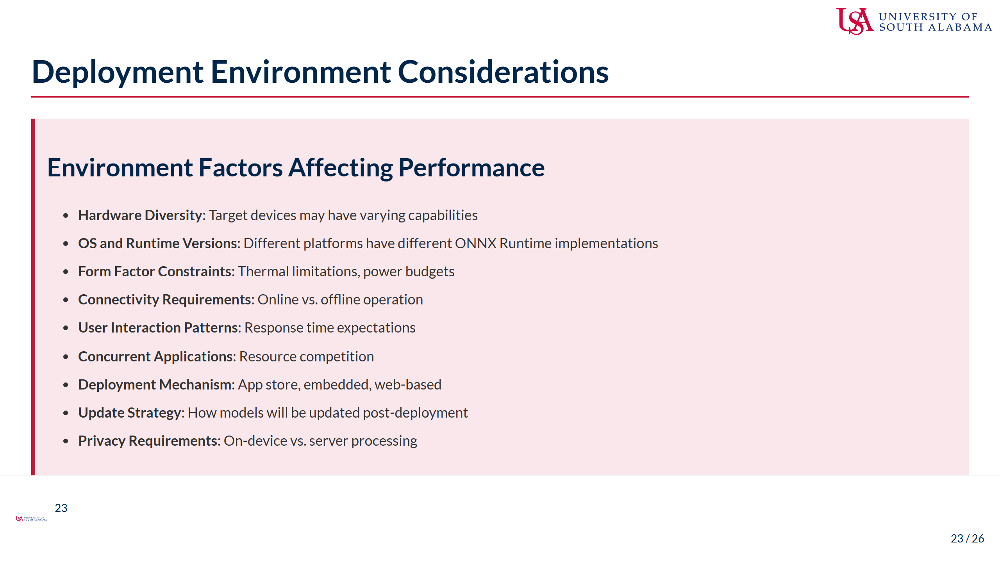 USA UNIVERSITY OF
SOUTH ALABAMA
Deployment Environment Considerations
Environment Factors Affecting Performance
• Hardware Diversity: Target devices may have varying capabilities
• OS and Runtime Versions: Different platforms have different ONNX Runtime implementations
• Form Factor Constraints: Thermal limitations, power budgets
• Connectivity Requirements: Online vs. offline operation
• User Interaction Patterns: Response time expectations
• Concurrent Applications: Resource competition
• Deployment Mechanism: App store, embedded, web-based
• Update Strategy: How models will be updated post-deployment
• Privacy Requirements: On-device vs. server processing
23
USA UNIVERSITY OF
SOUTH ALABAMA
23 / 26